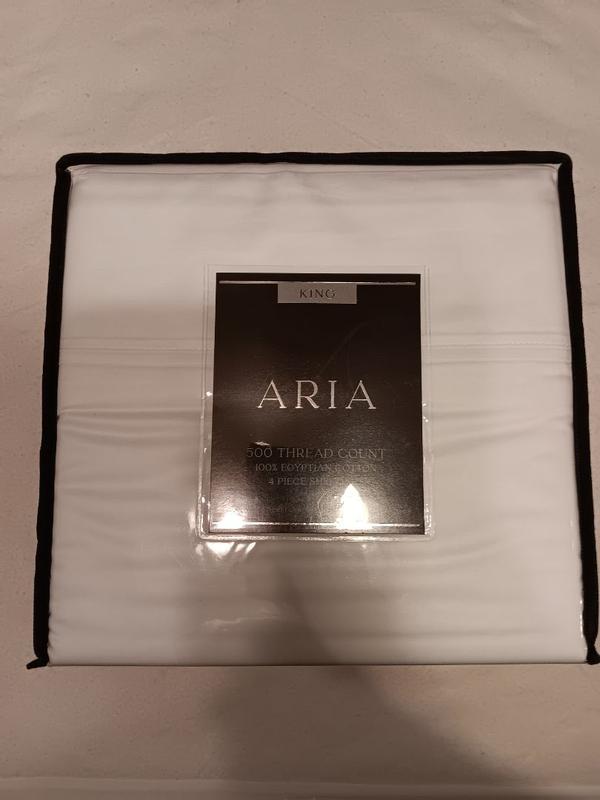 KING
ARIA
500 THREAD COUNT
100% EGYPTIAN COTTON
4 PIECE